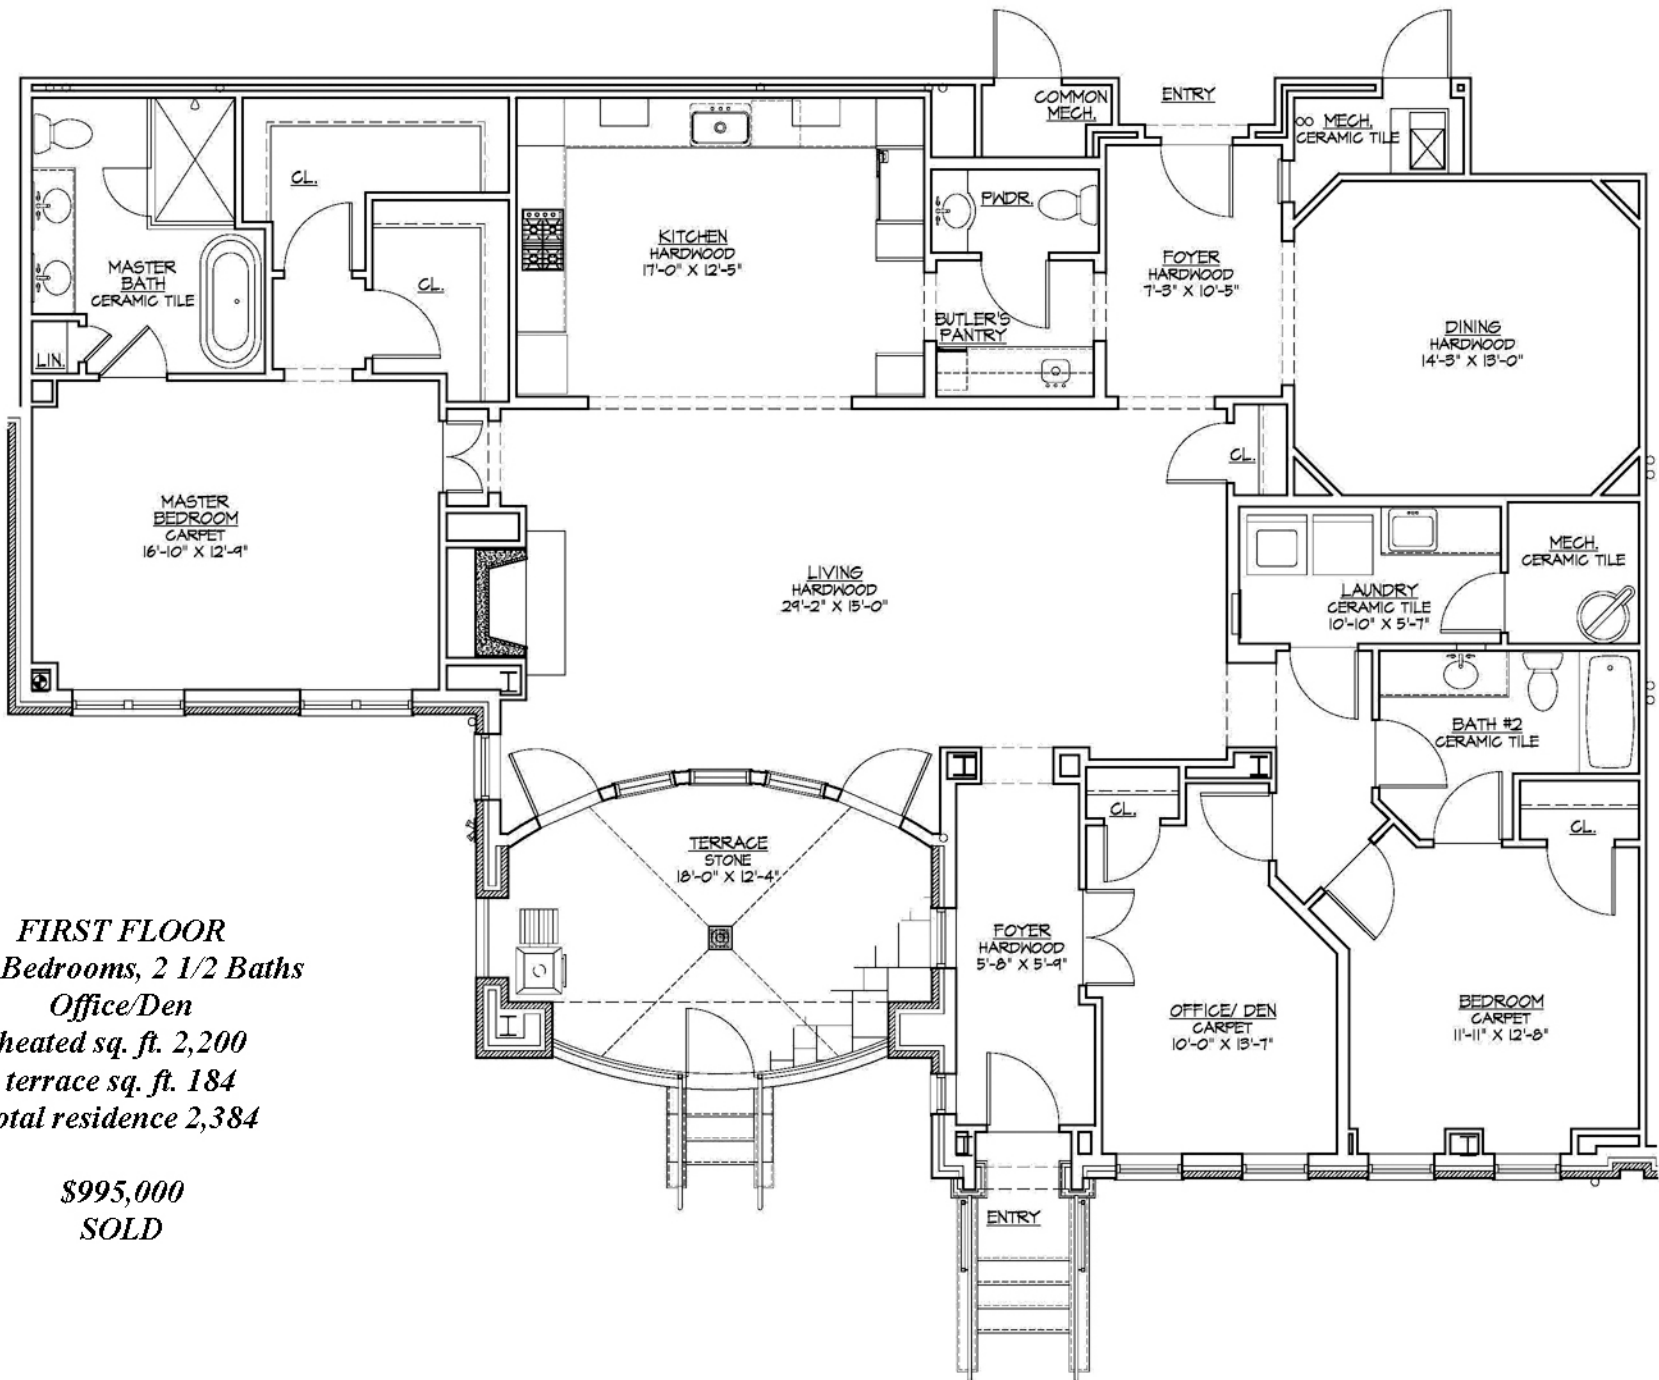 COMMON
MECH.
ENTRY
MECH.
CERAMIC TILE
CL.
PWDR.
KITCHEN
HARDWOOD
17'-0" X 12'-5"
FOYER
HARDWOOD
7'-3" X 10'-5"
MASTER
BATH
CERAMIC TILE
CL.
BUTLER'S
PANTRY
DINING
HARDWOOD
14'-3" X 13'-0"
LIN.
CL.
MASTER
BEDROOM
CARPET
16'-10" X 12'-9"
LIVING
HARDWOOD
29'-2" X 15'-0"
MECH.
CERAMIC TILE
LAUNDRY
CERAMIC TILE
10'-10" X 5'-7"
BATH #2
CERAMIC TILE
CL.
CL.
TERRACE
STONE
18'-0" X 12'-4"
FOYER
HARDWOOD
5'-8" X 5'-9"
OFFICE/ DEN
CARPET
10'-0" X 13'-7"
BEDROOM
CARPET
11'-11" X 12'-8"
ENTRY
FIRST FLOOR
Bedrooms, 2 1/2 Baths
Office/Den
heated sq. ft. 2,200
terrace sq. ft. 184
otal residence 2,384
$995,000
SOLD